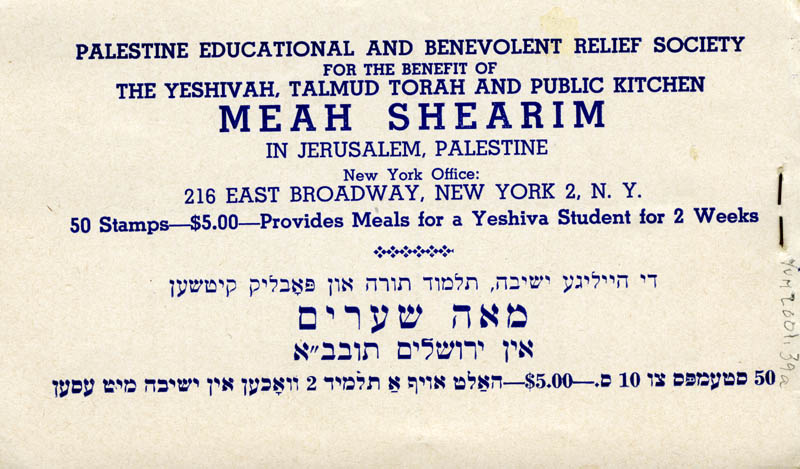 PALESTINE EDUCATIONAL AND BENEVOLENT RELIEF SOCIETY
FOR THE BENEFIT OF
THE YESHIVAH, TALMUD TORAH AND PUBLIC KITCHEN
MEAH SHEARIM
IN JERUSALEM, PALESTINE
New York Office:
216 EAST BROADWAY, NEW YORK 2, N. Y.
50 Stamps—$5.00—Provides Meals for a Yeshiva Student for 2 Weeks
די הייליגע ישיבה, תלמוד תורה און פּאָבליק קיטשען
מאה שערים
אין ירושלים תובב״א
50 סטעמפּס צו 10 ס.—$5.00—האַלט אויף אַ תלמיד 2 וואָכען אין ישיבה מיט עסען
YUM2001.39a